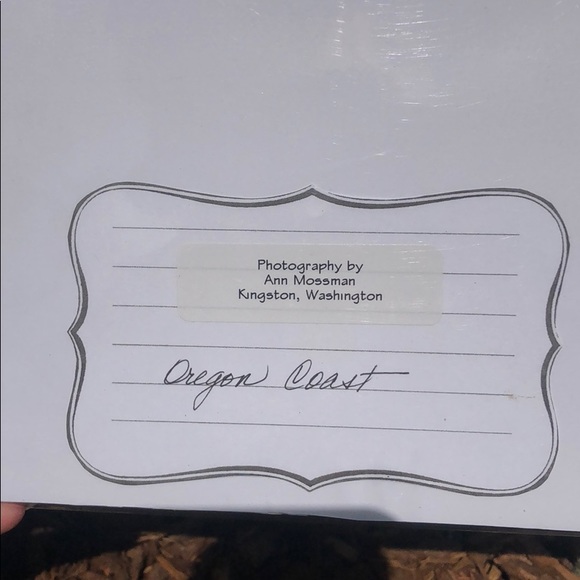 Photography by
Ann Mossman
Kingston, Washington
Oregon Coast